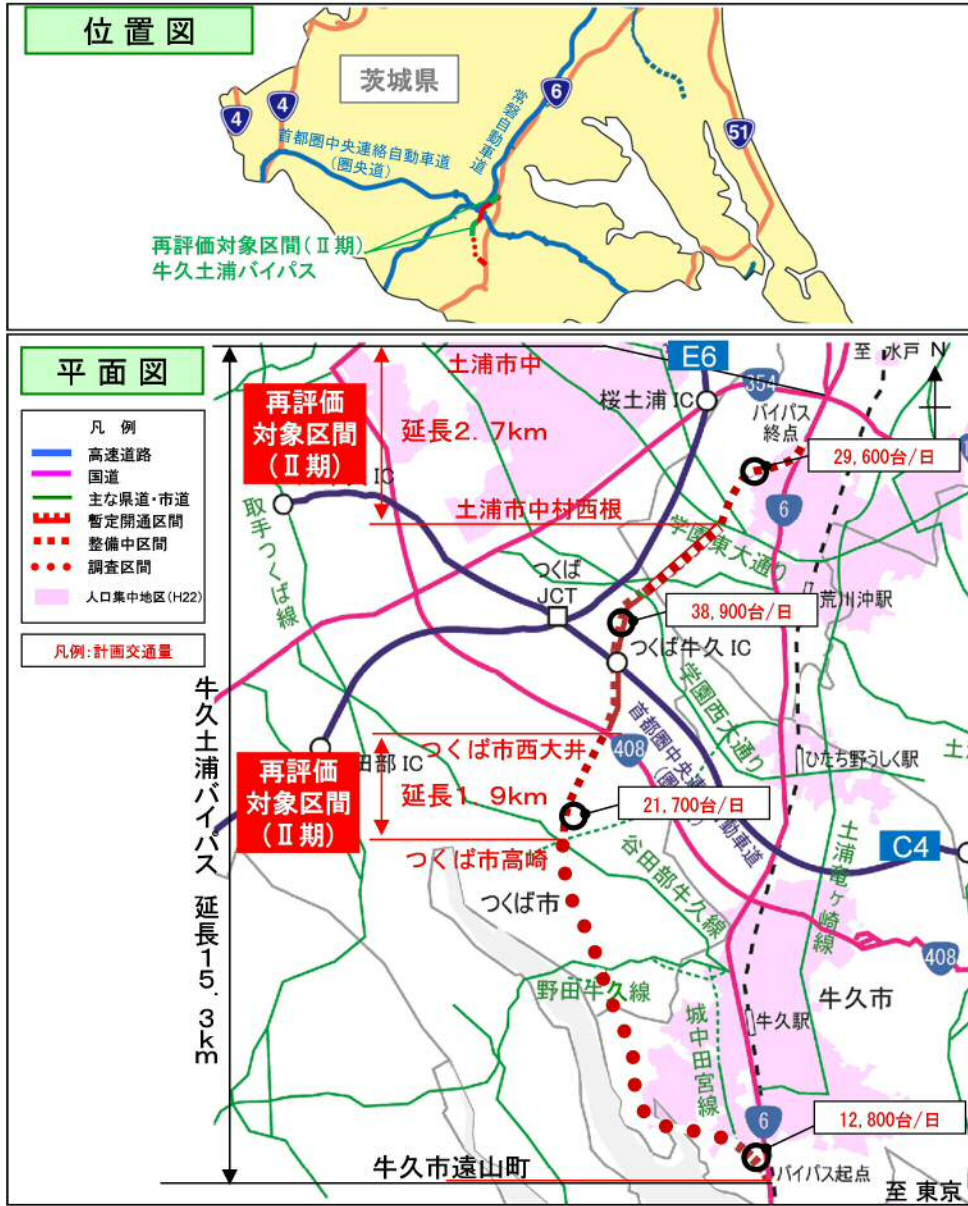 位置図
茨城県
6
4
4
51
常磐自動車道
首都圏中央連絡自動車道
(圏央道)
再評価対象区間(Ⅱ期)
牛久土浦バイパス
平面図
凡 例
高速道路
国道
主な県道・市道
暫定開通区間
整備中区間
調査区間
人口集中地区(H22)
凡例:計画交通量
再評価
対象区間
(Ⅱ期)
IC
土浦市中
延長2.7km
土浦市中村西根
E6
桜土浦 IC
354
至 水戸
N
バイパス
終点
29,600台/日
6
取手つくば線
学園東大通り
つくば
JCT
38,900台/日
荒川沖駅
つくば牛久 IC
学園西大通り
首都圏中央連
動車道
(圏
牛久土浦バイパス 延長15.3km
再評価
対象区間
(Ⅱ期)
田部 IC
つくば市西大井
延長1.9km
つくば市高崎
408
21,700台/日
ひたち野うしく駅
土
C4
つくば市
谷田部牛久線
土浦竜ヶ崎線
408
野田牛久線
城中田宮線
牛久駅
牛久市
6
12,800台/日
牛久市遠山町
バイパス起点
至 東京